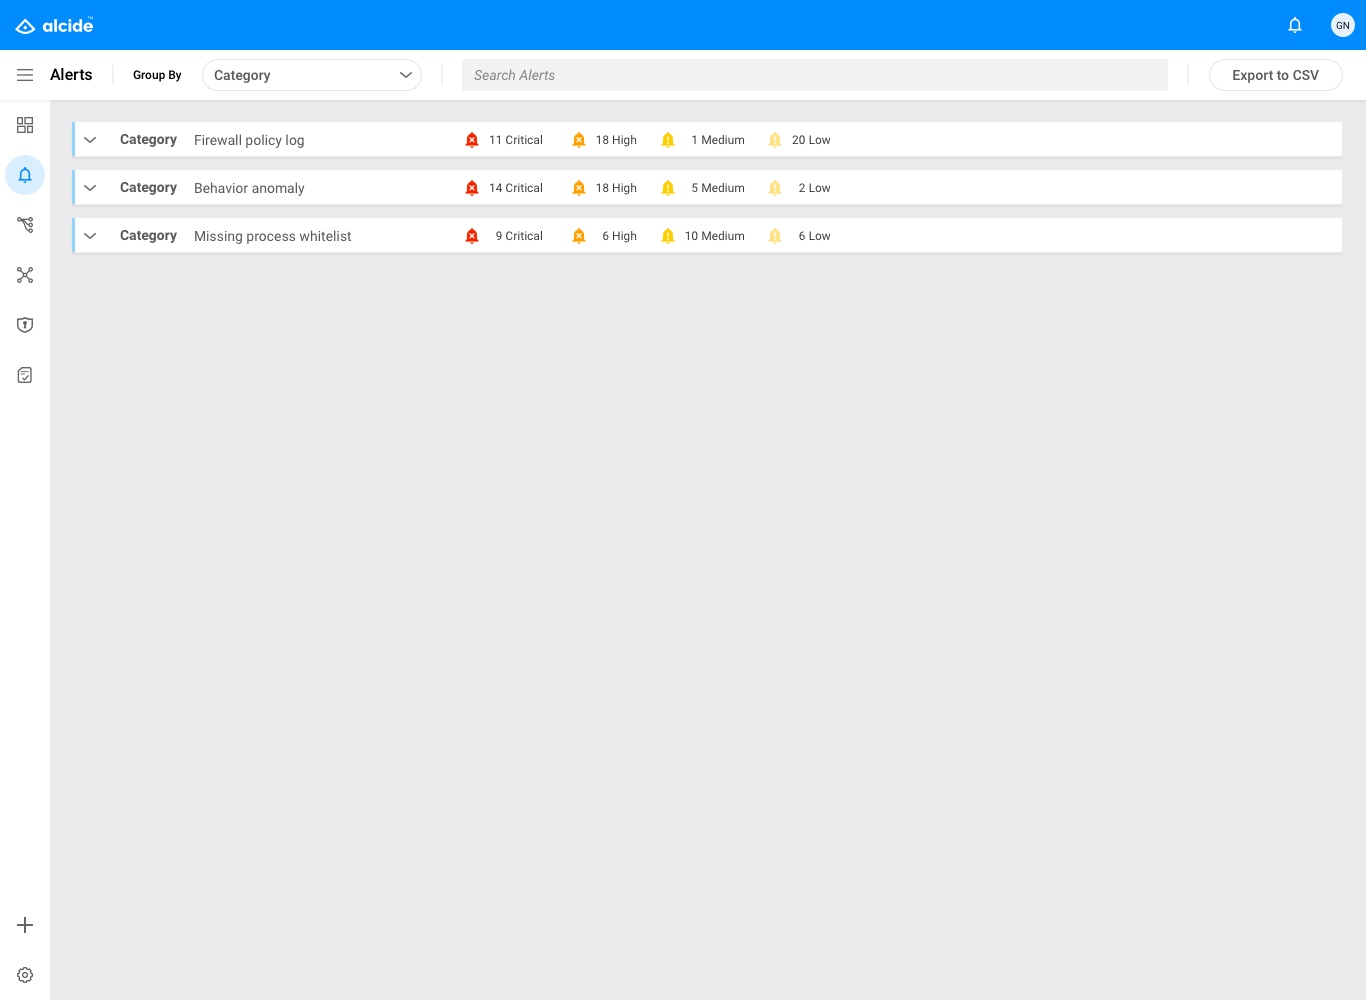 alcide™
GN
Alerts Group By Category Search Alerts Export to CSV
Category Firewall policy log 11 Critical 18 High 1 Medium 20 Low
Category Behavior anomaly 14 Critical 18 High 5 Medium 2 Low
Category Missing process whitelist 9 Critical 6 High 10 Medium 6 Low